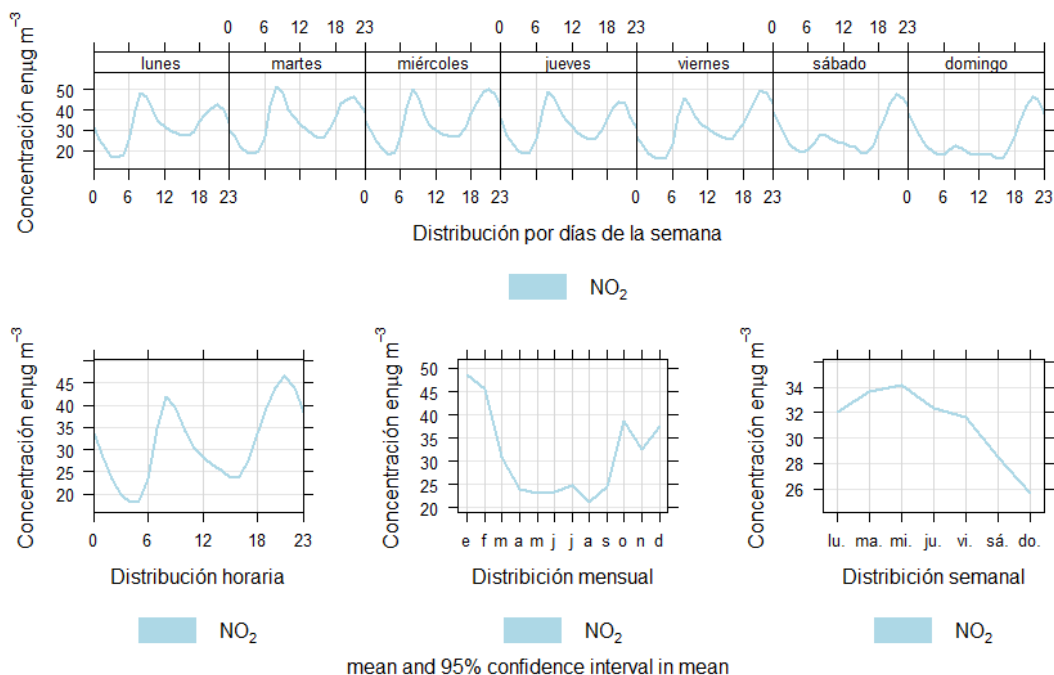 0 6 12 18 23 0 6 12 18 23 0 6 12 18 23
lunes martes miércoles jueves viernes sábado domingo
Concentración enµg m−3
50
40
30
20
0 6 12 18 23 0 6 12 18 23 0 6 12 18 23 0 6 12 18 23
Distribución por días de la semana
NO2
Concentración enµg m−3
45
40
35
30
25
20
0 6 12 18 23
Distribución horaria
NO2
Concentración enµg m−3
50
45
40
35
30
25
20
e f m a m j j a s o n d
Distribición mensual
NO2
Concentración enµg m−3
34
32
30
28
26
lu. ma. mi. ju. vi. sá. do.
Distribición semanal
NO2
mean and 95% confidence interval in mean